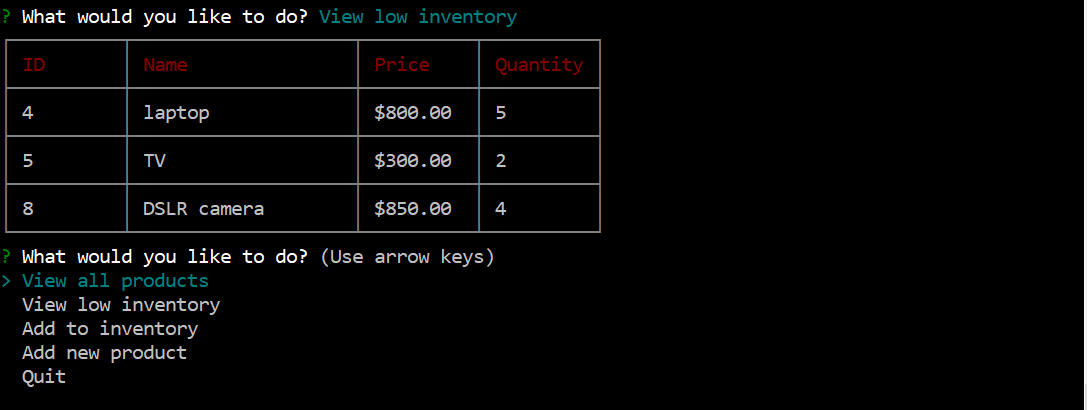 ? What would you like to do? View low inventory
ID Name Price Quantity
4 laptop $800.00 5
5 TV $300.00 2
8 DSLR camera $850.00 4
? What would you like to do? (Use arrow keys)
> View all products
View low inventory
Add to inventory
Add new product
Quit